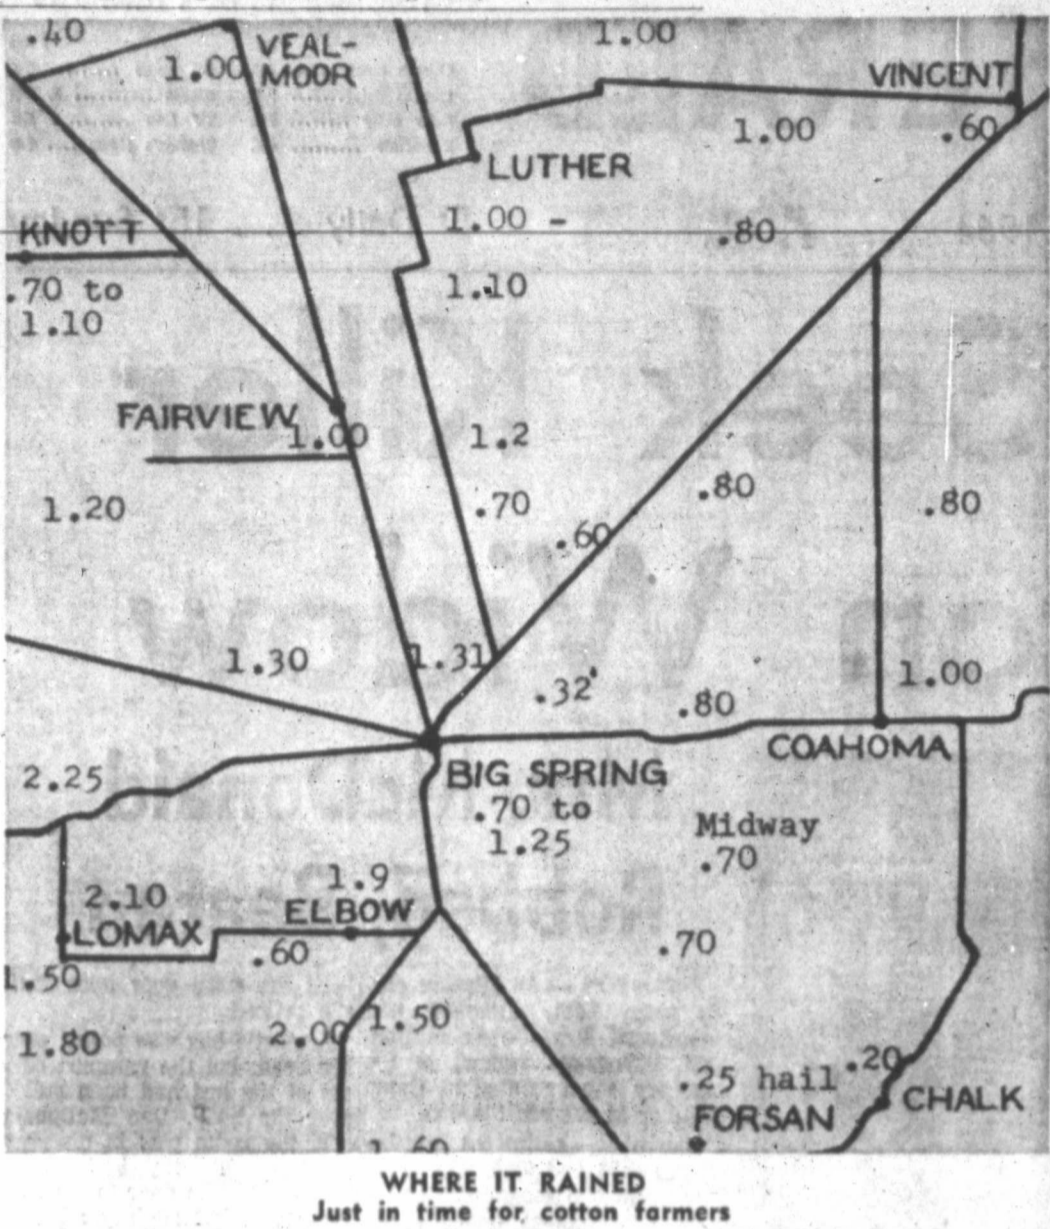 .40
1.00
VEAL-
MOOR
1.00
VINCENT
1.00
.60
LUTHER
KNOTT
1.00 -
.80
.70 to
1.10
1.10
FAIRVIEW
1.00
1.2
1.20
.70
.80
.80
.60
1.30
1.31
.32
.80
1.00
COAHOMA
2.25
BIG SPRING
.70 to
1.25
Midway
.70
2.10
1.9
LOMAX
ELBOW
.60
.70
1.50
1.80
2.00
1.50
.25 hail
.20
FORSAN
CHALK
1.60
WHERE IT RAINED
Just in time for cotton farmers